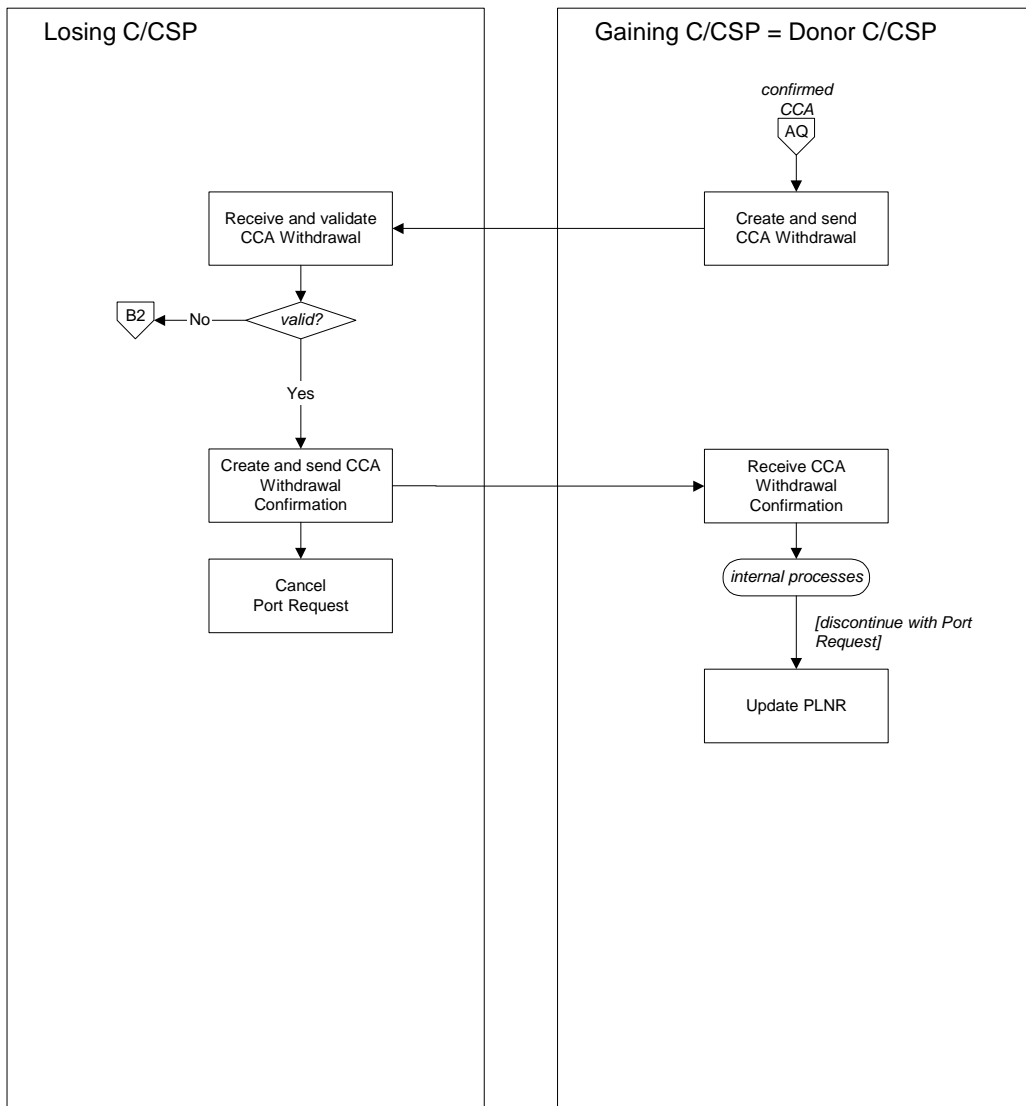 Losing C/CSP
Gaining C/CSP = Donor C/CSP
confirmed
CCA
AQ
Receive and validate
CCA Withdrawal
Create and send
CCA Withdrawal
B2
No
valid?
Yes
Create and send CCA
Withdrawal
Confirmation
Receive CCA
Withdrawal
Confirmation
Cancel
Port Request
internal processes
[discontinue with Port
Request]
Update PLNR